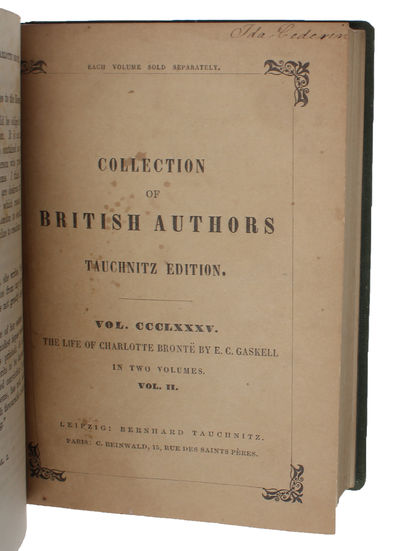 Ida Cederin
EACH VOLUME SOLD SEPARATELY.
COLLECTION
OF
BRITISH AUTHORS
TAUCHNITZ EDITION.
VOL. CCCLXXXV.
THE LIFE OF CHARLOTTE BRONTË BY E. C. GASKELL
IN TWO VOLUMES.
VOL. II.
LEIPZIG: BERNHARD TAUCHNITZ.
PARIS: C. REINWALD, 15, RUE DES SAINTS PÈRES.